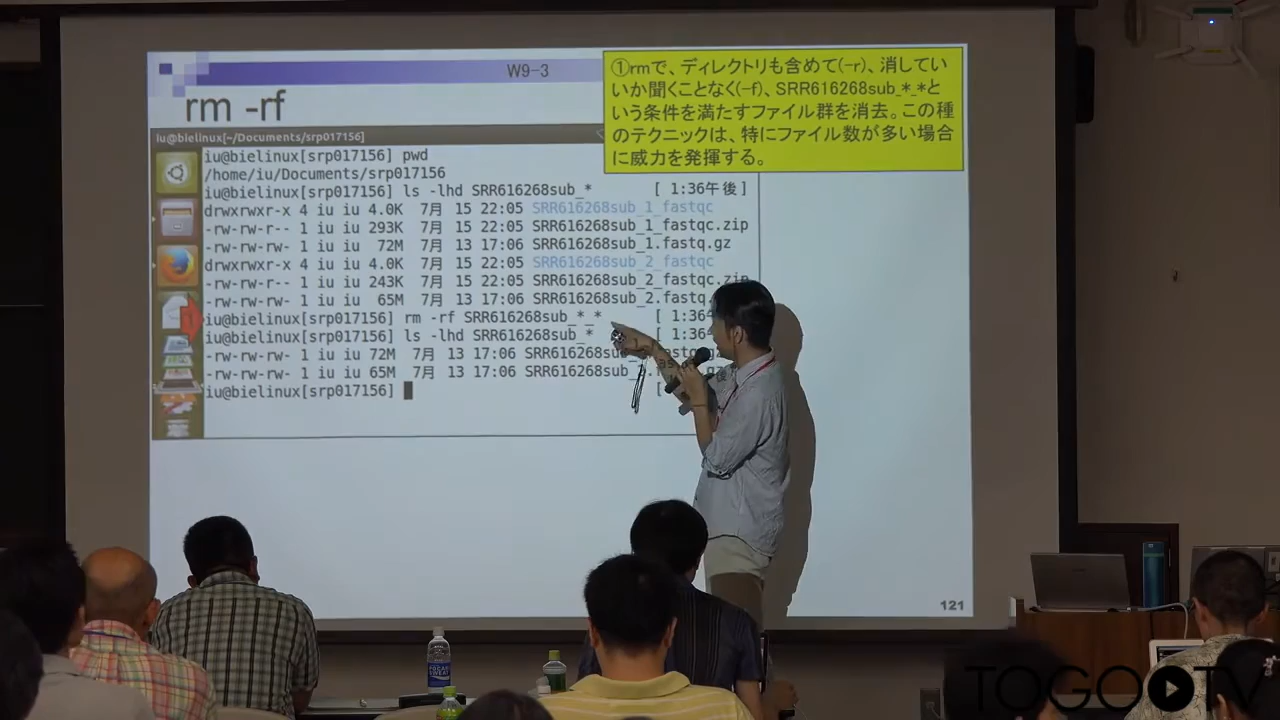 W9-3
rm -rf
①rmで、ディレクトリも含めて(-r)、消してい
いか聞くことなく(-f)、SRR616268sub_*_*と
いう条件を満たすファイル群を消去。この種
のテクニックは、特にファイル数が多い場合
に威力を発揮する。
iu@bielinux[~/Documents/srp017156]
iu@bielinux[srp017156] pwd
/home/iu/Documents/srp017156
iu@bielinux[srp017156] ls -lhd SRR616268sub_* [ 1:36午後]
drwxrwxr-x 4 iu iu 4.0K 7月 15 22:05 SRR616268sub_1_fastqc
-rw-rw-r-- 1 iu iu 293K 7月 15 22:05 SRR616268sub_1_fastqc.zip
-rw-rw-rw- 1 iu iu 72M 7月 13 17:06 SRR616268sub_1.fastq.gz
drwxrwxr-x 4 iu iu 4.0K 7月 15 22:05 SRR616268sub_2_fastqc
-rw-rw-r-- 1 iu iu 243K 7月 15 22:05 SRR616268sub_2_fastqc.zip
-rw-rw-rw- 1 iu iu 65M 7月 13 17:06 SRR616268sub_2.fastq.
iu@bielinux[srp017156] rm -rf SRR616268sub_*_* [ 1:36
iu@bielinux[srp017156] ls -lhd SRR616268sub_* [ 1:36
-rw-rw-rw- 1 iu iu 72M 7月 13 17:06 SRR616268sub_
-rw-rw-rw- 1 iu iu 65M 7月 13 17:06 SRR616268sub_
iu@bielinux[srp017156]
121
POCARI
SWEAT
TOGO TV